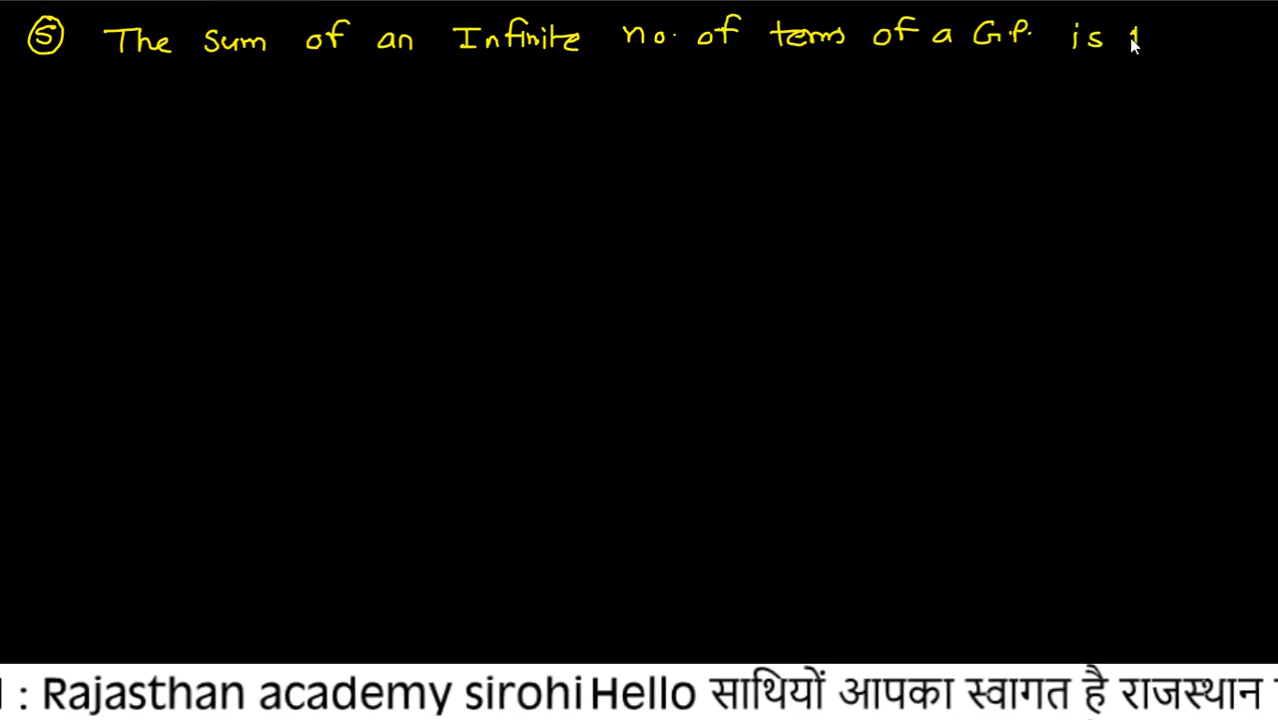 ⑤ The Sum of an Infinite no. of terms of a G.P. is
: Rajasthan academy sirohi Hello साथियों आपका स्वागत है राजस्थान